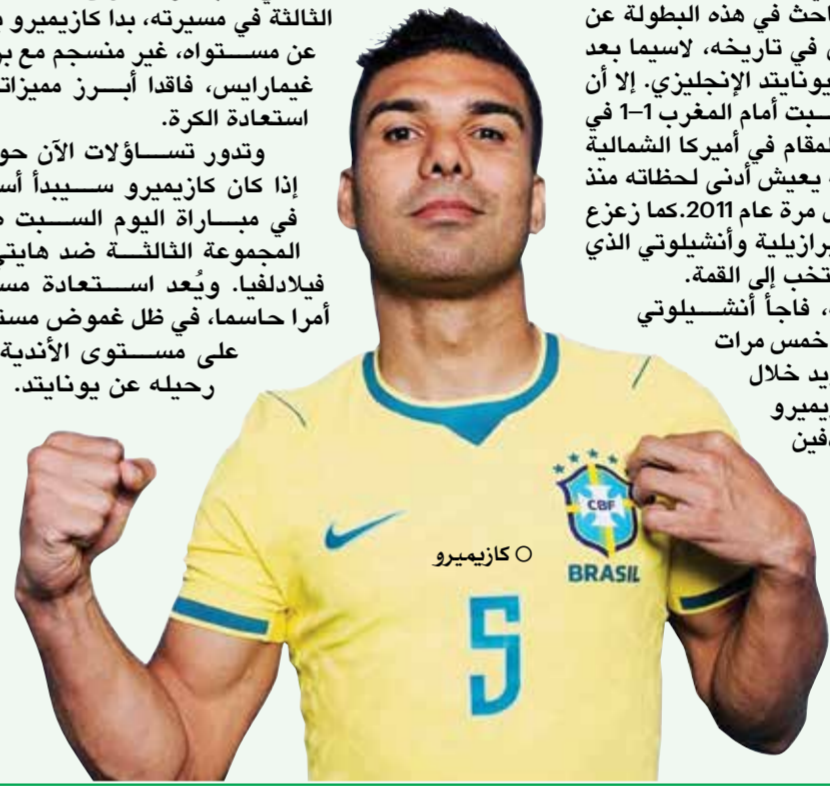 احث في هذه البطولة عن
في تاريخه، لاسيما بعد
يونايتد الإنجليزي. إلا أن
سبت أمام المغرب 1–1 في
لمقام في أميركا الشمالية
يعيش أدنى لحظاته منذ
مرة عام 2011.كما زعزع
برازيلية وأنشيلوتي الذي
تخب إلى القمة.
، فاجأ أنشيلوتي
خمس مرات
يد خلال
يميرو
فين
الثالثة في مسيرته، بدا كازيميرو
عن مستواه، غير منسجم مع بر
غيمارايس، فاقدا أبرز مميزات
استعادة الكرة.
وتدور تساؤلات الآن حو
إذا كان كازيميرو سيبدأ أس
في مباراة اليوم السبت
المجموعة الثالثة ضد هايتي
فيلادلفيا. ويُعد استعادة مس
أمرا حاسما، في ظل غموض مست
على مستوى الأندية
رحيله عن يونايتد.
○ كازيميرو
CBF
BRASIL
5